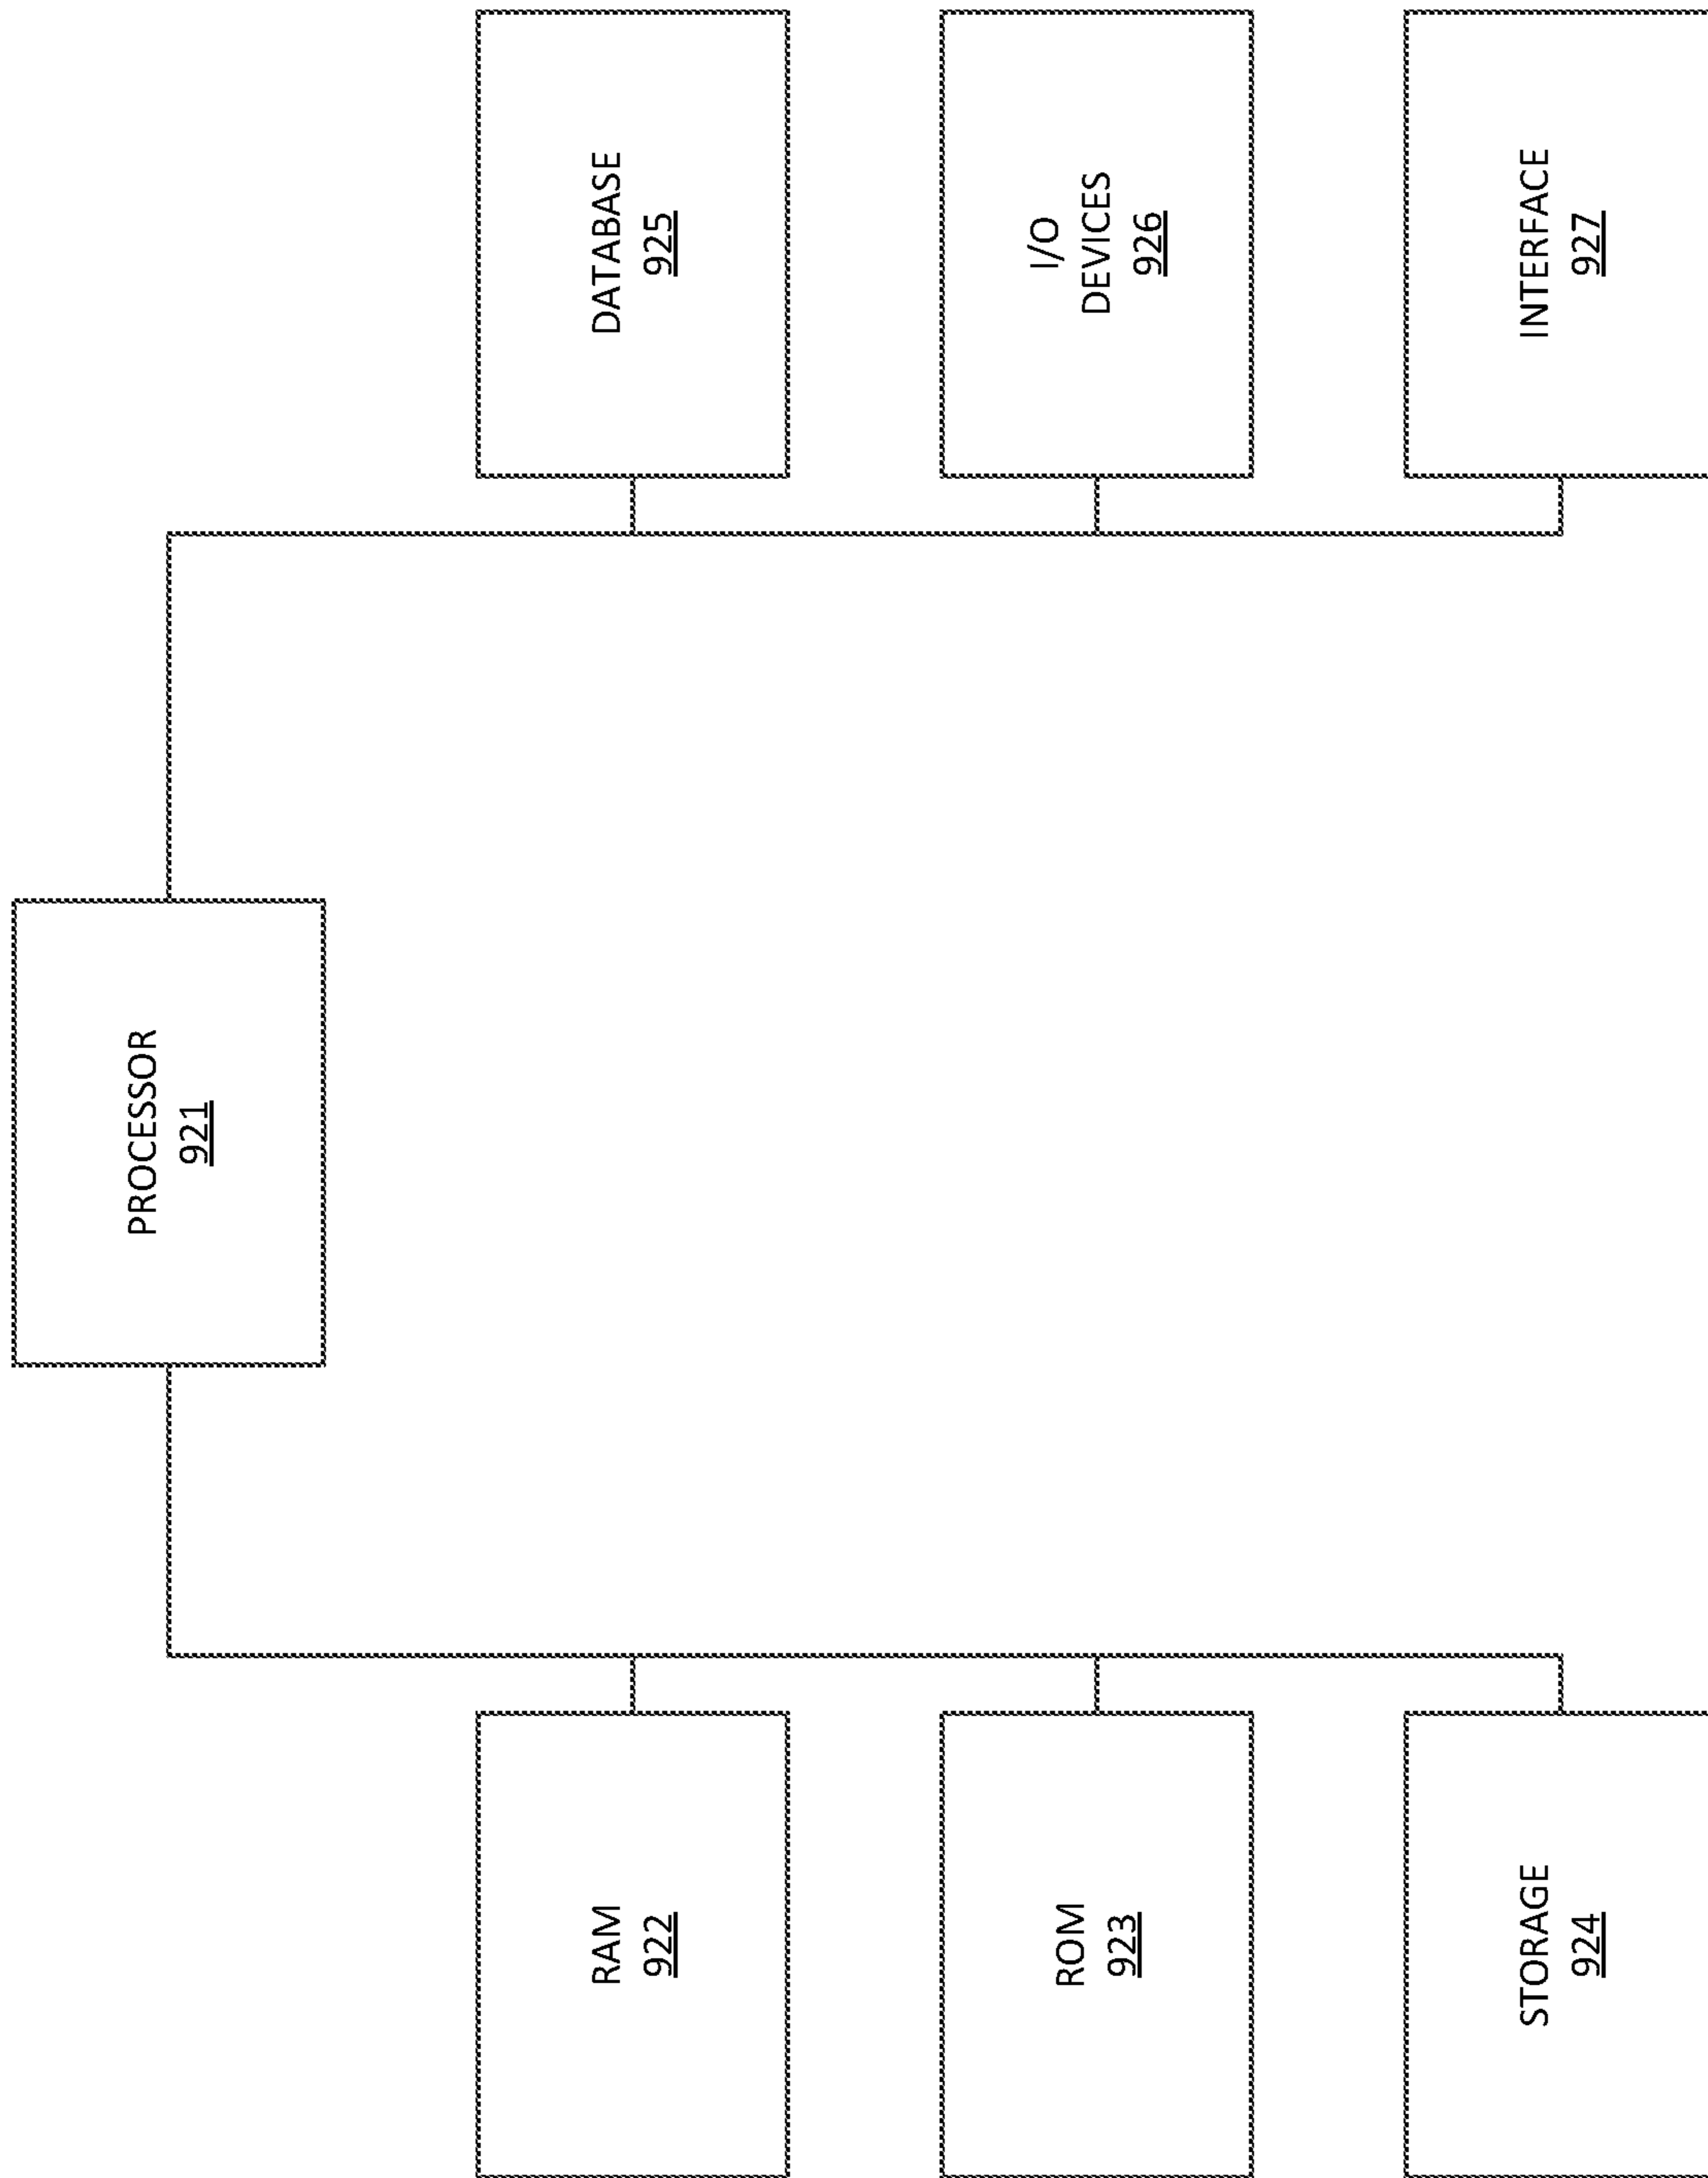 PROCESSOR
921
RAM
922
ROM
923
STORAGE
924
DATABASE
925
I/O
DEVICES
926
INTERFACE
927